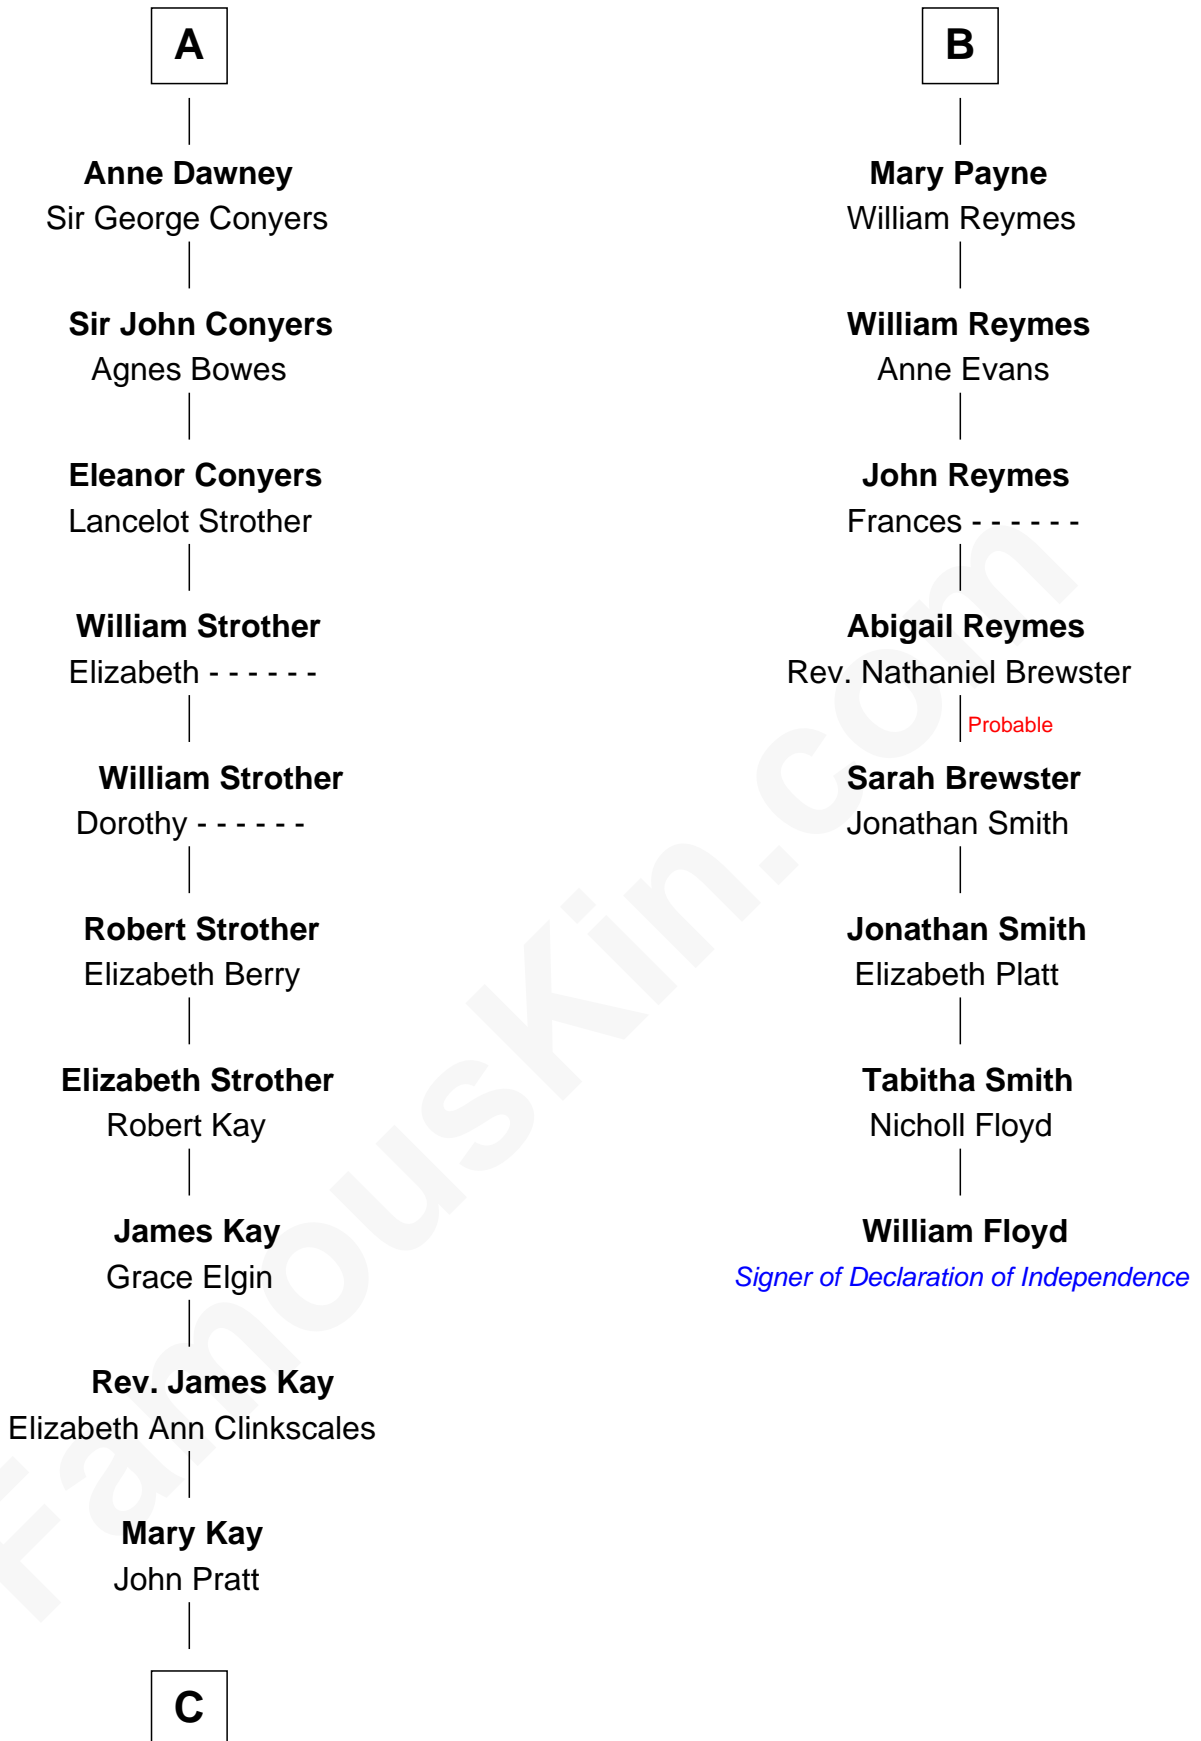 A
Anne Dawney
Sir George Conyers
Sir John Conyers
Agnes Bowes
Eleanor Conyers
Lancelot Strother
William Strother
Elizabeth - - - - - -
William Strother
Dorothy - - - - - -
Robert Strother
Elizabeth Berry
Elizabeth Strother
Robert Kay
James Kay
Grace Elgin
Rev. James Kay
Elizabeth Ann Clinkscales
Mary Kay
John Pratt
C
B
Mary Payne
William Reymes
William Reymes
Anne Evans
John Reymes
Frances - - - - - -
Abigail Reymes
Rev. Nathaniel Brewster
Probable
Sarah Brewster
Jonathan Smith
Jonathan Smith
Elizabeth Platt
Tabitha Smith
Nicholl Floyd
William Floyd
Signer of Declaration of Independence
FamousKin.com